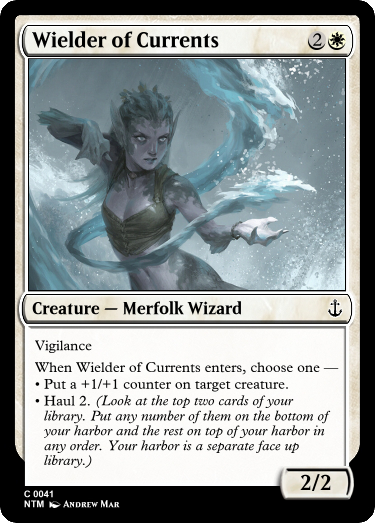 Wielder of Currents 2
Creature — Merfolk Wizard
Vigilance
When Wielder of Currents enters, choose one —
• Put a +1/+1 counter on target creature.
• Haul 2. (Look at the top two cards of your
library. Put any number of them on the bottom of
your harbor and the rest on top of your harbor in
any order. Your harbor is a separate face up
library.)
2/2
C 0041
NTM Andrew Mar